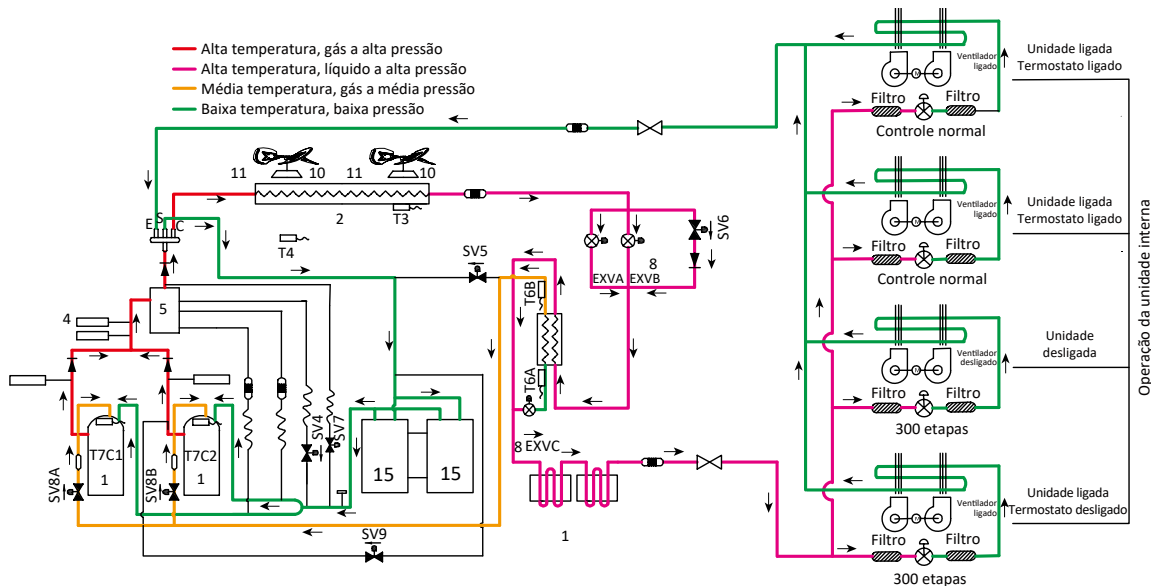 Alta temperatura, gás a alta pressão
Alta temperatura, líquido a alta pressão
Média temperatura, gás a média pressão
Baixa temperatura, baixa pressão
11
10
11
10
2
T3
E
S
C
T4
5
4
SV5
T6B
T6A
EXVA
EXVB
8
SV6
T7C1
1
T7C2
1
SV8A
SV8B
SV4
SV7
15
15
SV9
8 EXVC
1
Ventilador
ligado
M
Filtro
Filtro
Controle normal
Unidade ligada
Termostato ligado
Ventilador
ligado
M
Filtro
Filtro
Controle normal
Unidade ligada
Termostato ligado
Ventilador
desligado
M
Filtro
Filtro
300 etapas
Unidade
desligada
Ventilador
ligado
M
Filtro
Filtro
300 etapas
Unidade ligada
Termostato desligado
Operação da unidade interna